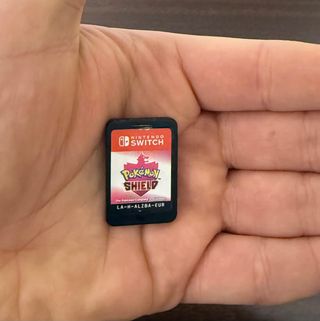 NINTENDO
SWITCH
POKéMON
SHIELD
LA-H-ALZBA-EUR